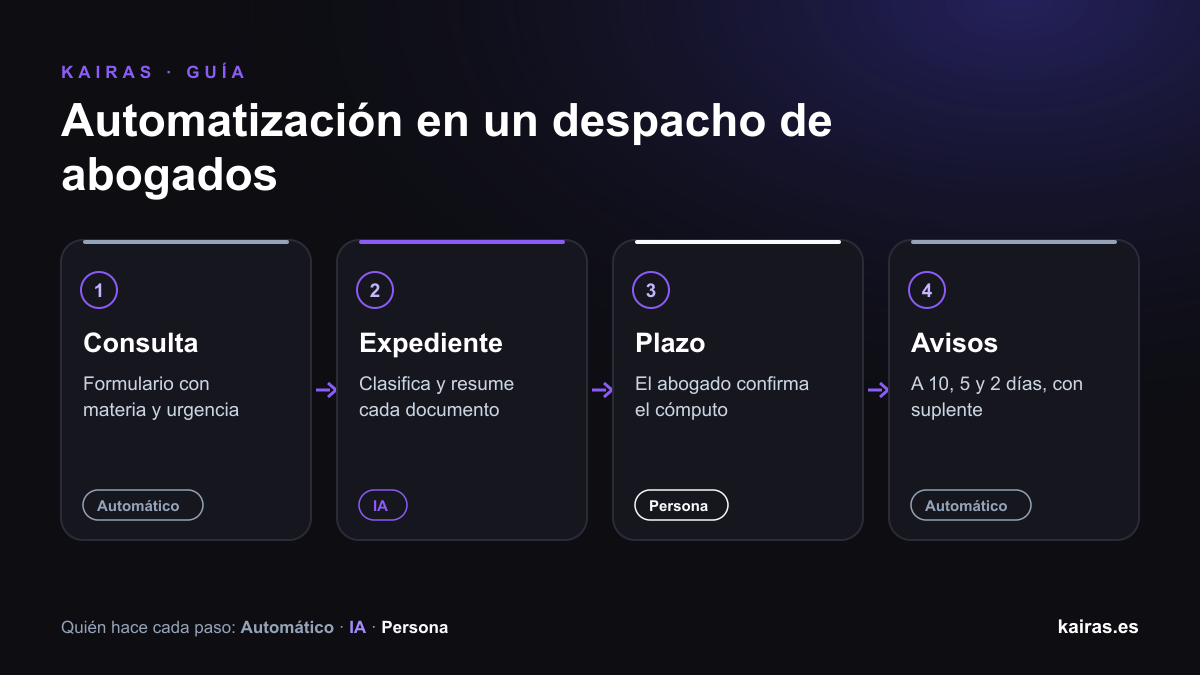 KAIRAS · GUÍA
Automatización en un despacho de
abogados
1
Consulta
Formulario con
materia y urgencia
Automático
2
Expediente
Clasifica y resume
cada documento
IA
3
Plazo
El abogado confirma
el cómputo
Persona
4
Avisos
A 10, 5 y 2 días, con
suplente
Automático
Quién hace cada paso: Automático · IA · Persona
kairas.es